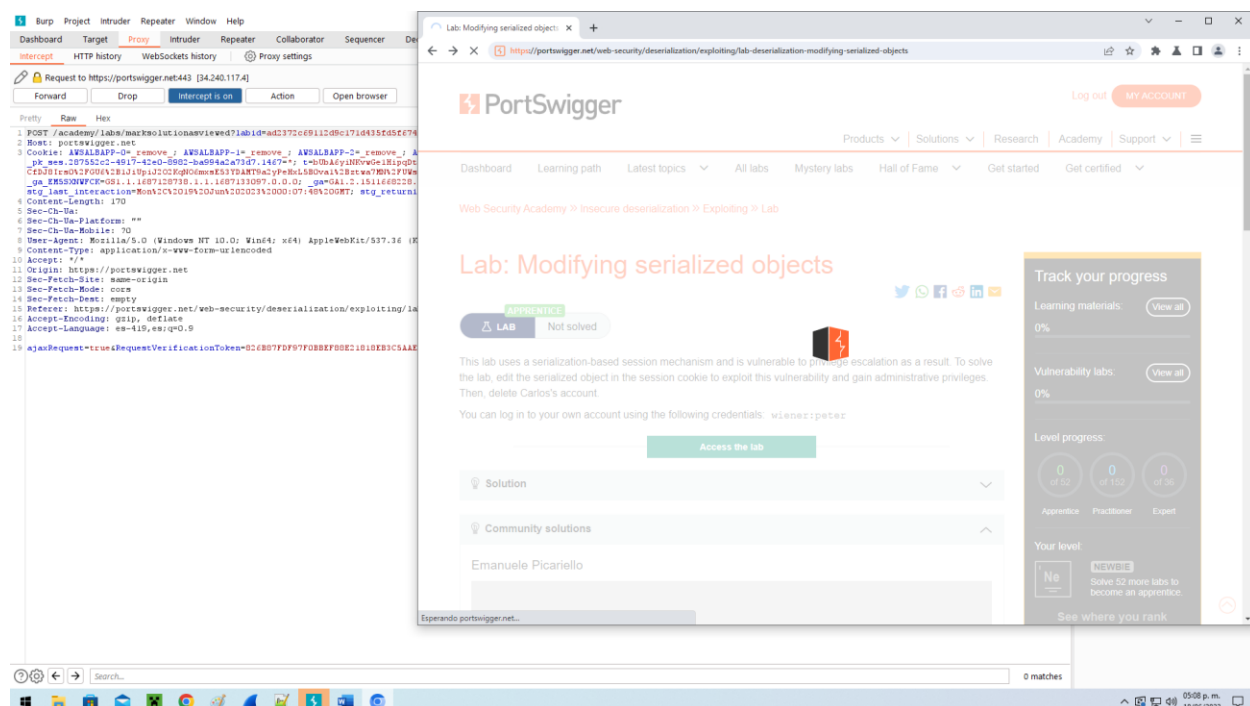 Burp Project Intruder Repeater Window Help
Dashboard Target Proxy Intruder Repeater Collaborator Sequencer De
Intercept HTTP history WebSockets history Proxy settings
Request to https://portswigger.net:443 [34.240.117.4]
Forward Drop Intercept is on Action Open browser
Pretty Raw Hex
1 POST /academy/labs/marksolutionasviewed?labid=
2 Host: portswigger.net
3 Cookie: AWSALBAPP-0=_remove_; AWSALBAPP-1=_remove_; AWSALBAPP-2=_remove_;
4 Content-Length: 170
5 Sec-Ch-Ua:
6 Sec-Ch-Ua-Platform: ""
7 Sec-Ch-Ua-Mobile: ?0
8 User-Agent: Mozilla/5.0 (Windows NT 10.0; Win64; x64) AppleWebKit/537.36 (K
9 Content-Type: application/x-www-form-urlencoded
10 Accept: */*
11 Origin: https://portswigger.net
12 Sec-Fetch-Site: same-origin
13 Sec-Fetch-Mode: cors
14 Sec-Fetch-Dest: empty
15 Referer: https://portswigger.net/web-security/deserialization/exploiting/la
16 Accept-Encoding: gzip, deflate
17 Accept-Language: es-419,es;q=0.9
18
19 ajaxRequest=true&RequestVerificationToken=
Search...
0 matches
Lab: Modifying serialized objects
https://portswigger.net/web-security/deserialization/exploiting/lab-deserialization-modifying-serialized-objects
PortSwigger
Log out MY ACCOUNT
Products Solutions Research Academy Support
Dashboard Learning path Latest topics All labs Mystery labs Hall of Fame Get started Get certified
Web Security Academy » Insecure deserialization » Exploiting » Lab
Lab: Modifying serialized objects
APPRENTICE
LAB Not solved
This lab uses a serialization-based session mechanism and is vulnerable to privilege escalation as a result. To solve
the lab, edit the serialized object in the session cookie to exploit this vulnerability and gain administrative privileges.
Then, delete Carlos's account.
You can log in to your own account using the following credentials: wiener:peter
Access the lab
Solution
Community solutions
Emanuele Picariello
Track your progress
Learning materials: View all
0%
Vulnerability labs: View all
0%
Level progress:
0 0 0
of 52 of 152 of 36
Apprentice Practitioner Expert
Your level:
Ne
NEWBIE
Solve 52 more labs to
become an apprentice.
See where you rank
Esperando portswigger.net...
05:08 p. m.